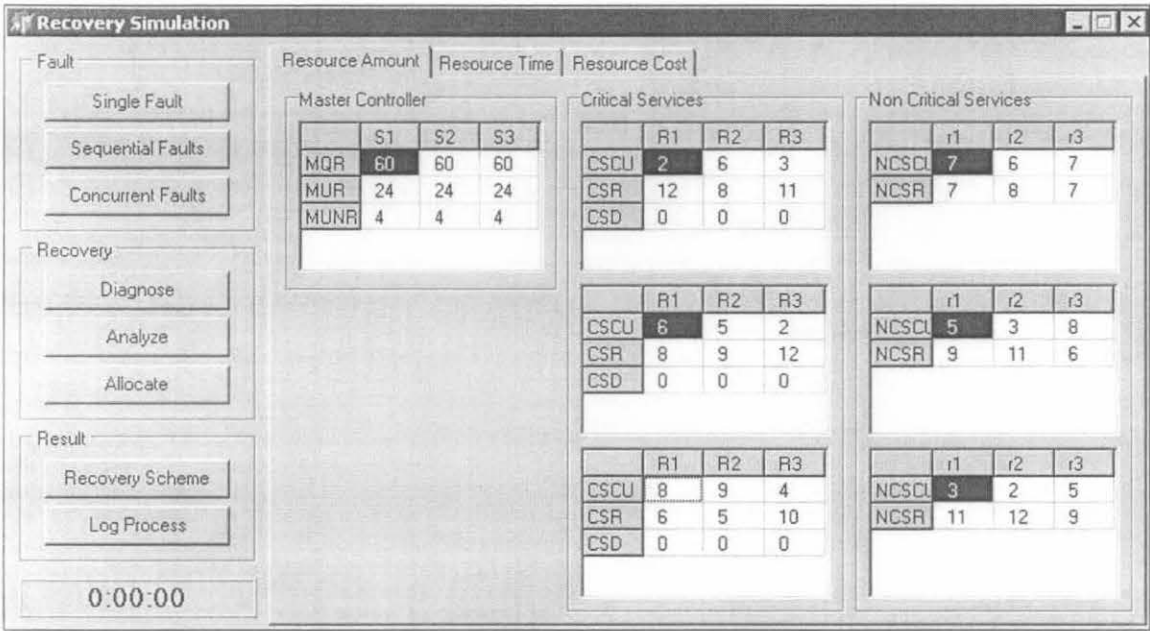 Recovery Simulation
Fault
Single Fault
Sequential Faults
Concurrent Faults
Recovery
Diagnose
Analyze
Allocate
Result
Recovery Scheme
Log Process
0:00:00
Resource Amount Resource Time Resource Cost
Master Controller
S1 S2 S3
MQR 60 60 60
MUR 24 24 24
MUNR 4 4 4
Critical Services
R1 R2 R3
CSCU 2 6 3
CSR 12 8 11
CSD 0 0 0
R1 R2 R3
CSCU 6 5 2
CSR 8 9 12
CSD 0 0 0
R1 R2 R3
CSCU 8 9 4
CSR 6 5 10
CSD 0 0 0
Non Critical Services
r1 r2 r3
NCSCU 7 6 7
NCSR 7 8 7
r1 r2 r3
NCSCU 5 3 8
NCSR 9 11 6
r1 r2 r3
NCSCU 3 2 5
NCSR 11 12 9